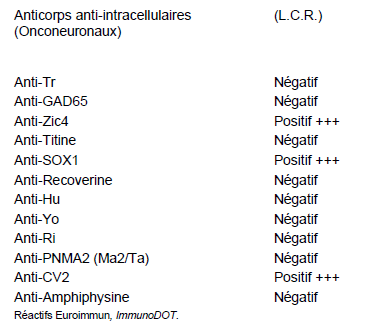 Anticorps anti-intracellulaires (L.C.R.)
(Onconeuronaux)
Anti-Tr Négatif
Anti-GAD65 Négatif
Anti-Zic4 Positif +++
Anti-Titine Négatif
Anti-SOX1 Positif +++
Anti-Recoverine Négatif
Anti-Hu Négatif
Anti-Yo Négatif
Anti-Ri Négatif
Anti-PNMA2 (Ma2/Ta) Négatif
Anti-CV2 Positif +++
Anti-Amphiphysine Négatif
Réactifs Euroimmun, ImmunoDOT.